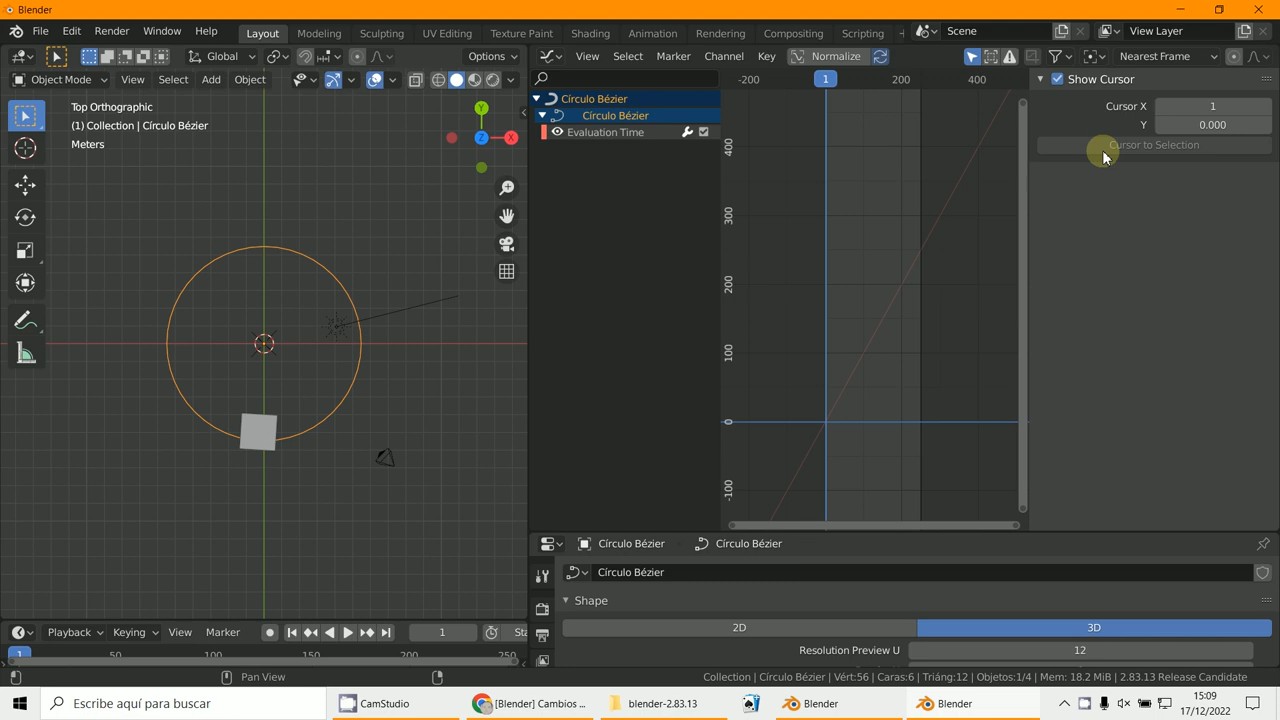 Blender
File Edit Render Window Help Layout Modeling Sculpting UV Editing Texture Paint Shading Animation Rendering Compositing Scripting Scene View Layer
Global Options View Select Marker Channel Key Normalize Nearest Frame
Object Mode View Select Add Object -200 1 200 400 Show Cursor
Top Orthographic
(1) Collection | Círculo Bézier
Meters
Y
Z
X
Círculo Bézier
Círculo Bézier
Evaluation Time
400
300
200
100
0
-100
Cursor X 1
Y 0.000
Cursor to Selection
Círculo Bézier Círculo Bézier
Círculo Bézier
Shape
2D 3D
Resolution Preview U 12
Playback Keying View Marker 1 Sta
1 50 100 150 200 250
Pan View
Collection | Círculo Bézier | Vért:56 | Caras:6 | Triáng:12 | Objetos:1/4 | Mem: 18.2 MiB | 2.83.13 Release Candidate
Escribe aquí para buscar CamStudio [Blender] Cambios ... blender-2.83.13 Blender Blender
15:09
17/12/2022